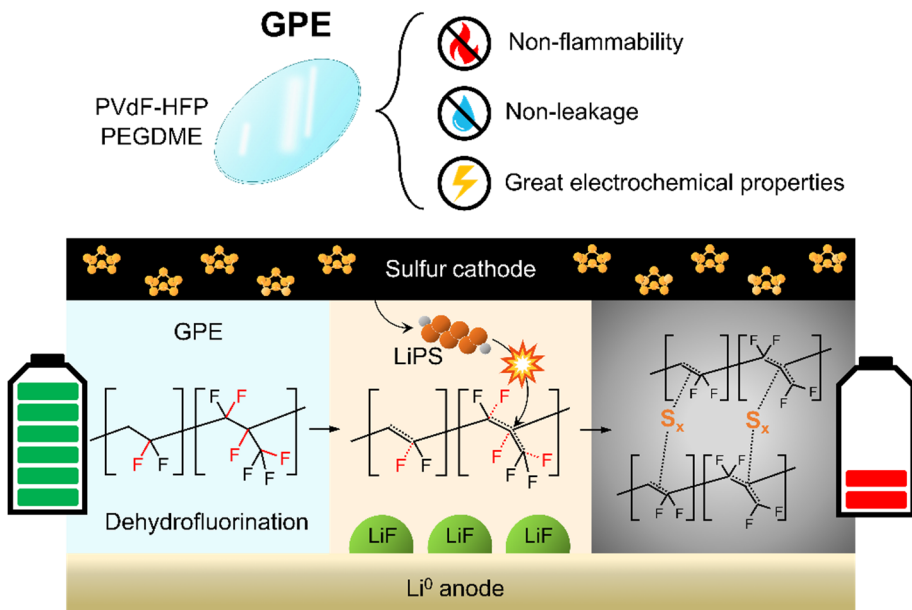 GPE
PVdF-HFP
PEGDME
Non-flammability
Non-leakage
Great electrochemical properties
Sulfur cathode
GPE
LiPS
F F
F F
F
F
F F
F
F
F F
F
F
F F
F F
F
F
F
F
Sₓ Sₓ
F F
F F
F
F
Dehydrofluorination
LiF LiF LiF
Li⁰ anode